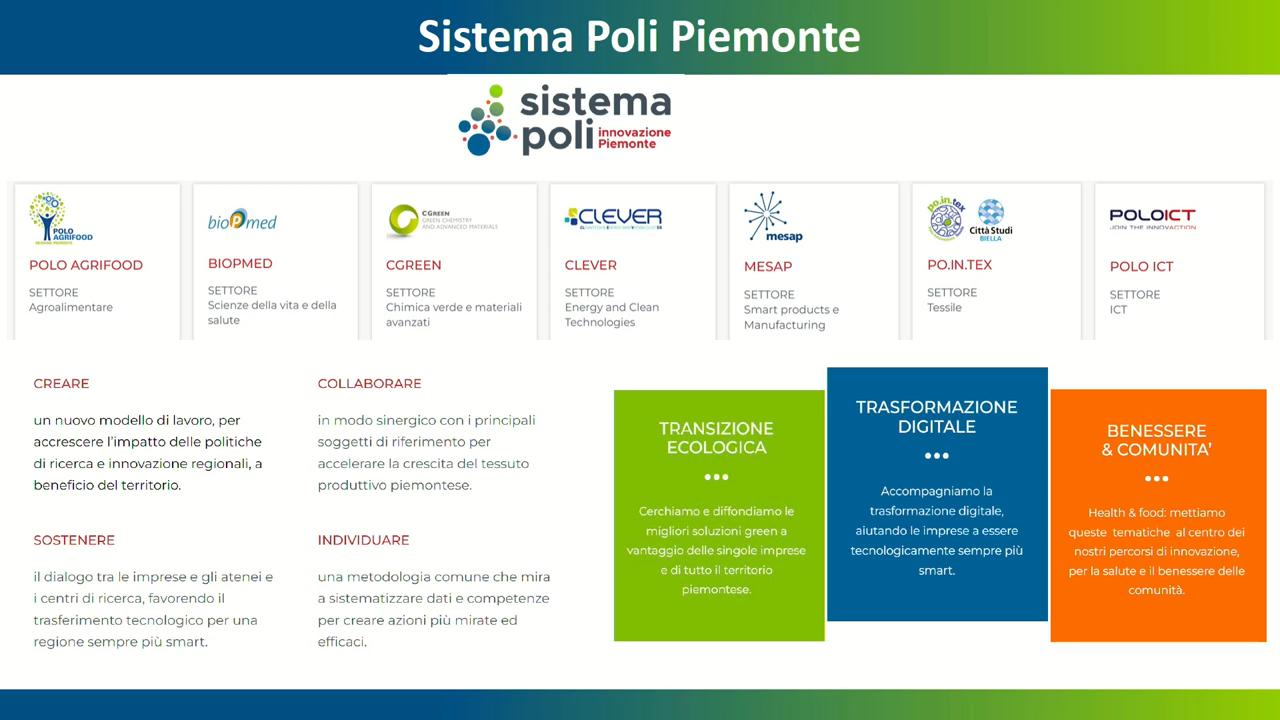 Sistema Poli Piemonte
sistema
poli innovazione
Piemonte
POLO
AGRIFOOD
POLO AGRIFOOD
SETTORE
Agroalimentare
bioPmed
BIOPMED
SETTORE
Scienze della vita e della
salute
CGREEN
GREEN CHEMISTRY
AND ADVANCED MATERIALS
CGREEN
SETTORE
Chimica verde e materiali
avanzati
CLEVER
CLEVER
SETTORE
Energy and Clean
Technologies
mesap
MESAP
SETTORE
Smart products e
Manufacturing
po.in.tex
Città Studi
BIELLA
PO.IN.TEX
SETTORE
Tessile
POLOICT
JOIN THE INNOVACTION
POLO ICT
SETTORE
ICT
CREARE
un nuovo modello di lavoro, per
accrescere l'impatto delle politiche
di ricerca e innovazione regionali, a
beneficio del territorio.
COLLABORARE
in modo sinergico con i principali
soggetti di riferimento per
accelerare la crescita del tessuto
produttivo piemontese.
SOSTENERE
il dialogo tra le imprese e gli atenei e
i centri di ricerca, favorendo il
trasferimento tecnologico per una
regione sempre più smart.
INDIVIDUARE
una metodologia comune che mira
a sistematizzare dati e competenze
per creare azioni più mirate ed
efficaci.
TRANSIZIONE
ECOLOGICA
Cerchiamo e diffondiamo le
migliori soluzioni green a
vantaggio delle singole imprese
e di tutto il territorio
piemontese.
TRASFORMAZIONE
DIGITALE
Accompagniamo la
trasformazione digitale,
aiutando le imprese a essere
tecnologicamente sempre più
smart.
BENESSERE
& COMUNITA'
Health & food: mettiamo
queste tematiche al centro dei
nostri percorsi di innovazione,
per la salute e il benessere delle
comunità.